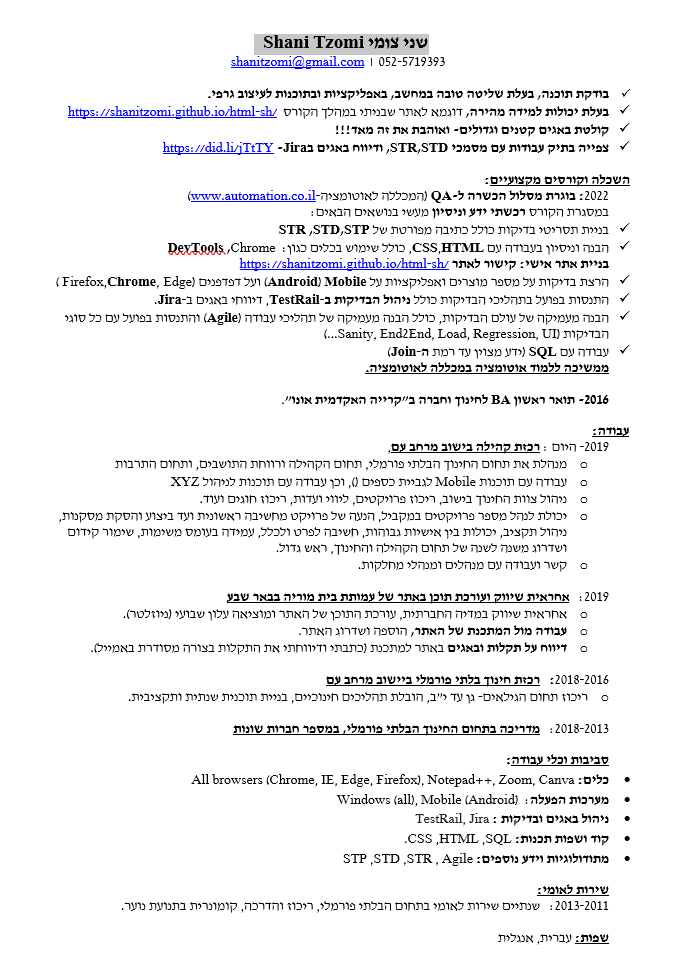 שני צומי Shani Tzomi
shanitzomi@gmail.com | 052-5719393
✓ בודקת תוכנה, בעלת שליטה טובה במחשב, באפליקציות ובתוכנות לעיצוב גרפי.
✓ בעלת יכולות למידה מהירה, דוגמא לאתר שבניתי במהלך הקורס https://shanitzomi.github.io/html-sh/
✓ קולטת באגים קטנים וגדולים- ואוהבת את זה מאד!!!
✓ צפייה בתיק עבודות עם מסמכי STR,STD, ודיווח באגים בJira- https://did.li/jTtTY
השכלה וקורסים מקצועיים:
2022: בוגרת מסלול הכשרה ל-QA (המכללה לאוטומציה-www.automation.co.il)
במסגרת הקורס רכשתי ידע וניסיון מעשי בנושאים הבאים:
✓ בניית תסריטי בדיקות כולל כתיבה מפורטת של STR ,STD,STP
✓ הבנה וניסיון בעבודה עם CSS,HTML, כולל שימוש בכלים כגון: Chrome, DevTools
בניית אתר אישי: קישור לאתר https://shanitzomi.github.io/html-sh/
✓ הרצת בדיקות על מספר מוצרים ואפליקציות על Mobile (Android) ועל דפדפנים (Firefox,Chrome, Edge )
✓ התנסות בפועל בתהליכי הבדיקות כולל ניהול הבדיקות ב-TestRail, דיווחי באגים ב-Jira.
✓ הבנה מעמיקה של עולם הבדיקות, כולל הבנה מעמיקה של תהליכי עבודה (Agile) והתנסות בפועל עם כל סוגי
הבדיקות (Sanity, End2End, Load, Regression, UI...)
✓ עבודה עם SQL (ידע מצוין עד רמת ה-Join)
ממשיכה ללמוד אוטומציה במכללה לאוטומציה.
2016- תואר ראשון BA לחינוך וחברה ב"קרייה האקדמית אונו".
עבודה:
2019- היום: רכזת קהילה בישוב מרחב עם,
o מנהלת את תחום החינוך הבלתי פורמלי, תחום הקהילה ורווחת התושבים, ותחום התרבות
o עבודה עם תוכנות Mobile לגביית כספים (), וכן עבודה עם תוכנות לניהול XYZ
o ניהול צוות החינוך בישוב, ריכוז פרויקטים, ליווי ועדות, ריכוז חוגים ועוד.
o יכולת לנהל מספר פרויקטים במקביל, הנעה של פרויקט מחשיבה ראשונית ועד ביצוע והסקת מסקנות,
ניהול תקציב, יכולות בין אישיות גבוהות, חשיבה לפרט ולכלל, עמידה בעומס משימות, שימור קידום
ושדרוג משנה לשנה של תחום הקהילה והחינוך, ראש גדול.
o קשר ועבודה עם מנהלים ומנהלי מחלקות.
2019: אחראית שיווק ועורכת תוכן באתר של עמותת בית מוריה בבאר שבע
o אחראית שיווק במדיה החברתית, עורכת התוכן של האתר ומוציאה עלון שבועי (ניוזלטר).
o עבודה מול המתכנת של האתר, הוספה ושדרוג האתר.
o דיווח על תקלות ובאגים באתר למתכנת (כתבתי ודיווחתי את התקלות בצורה מסודרת באמייל).
2018-2016: רכזת חינוך בלתי פורמלי ביישוב מרחב עם
o ריכוז תחום הגילאים- גן עד י"ב, הובלת תהליכים חינוכיים, בניית תוכנית שנתית ותקציבית.
2018-2013: מדריכה בתחום החינוך הבלתי פורמלי, במספר חברות שונות
סביבות וכלי עבודה:
• כלים: All browsers (Chrome, IE, Edge, Firefox), Notepad++, Zoom, Canva
• מערכות הפעלה: Windows (all), Mobile (Android)
• ניהול באגים ובדיקות: TestRail, Jira
• קוד ושפות תכנות: CSS ,HTML ,SQL.
• מתודולוגיות וידע נוספים: STP ,STD ,STR , Agile
שירות לאומי:
2013-2011: שנתיים שירות לאומי בתחום הבלתי פורמלי, ריכוז והדרכה, קומונרית בתנועת נוער.
שפות: עברית, אנגלית